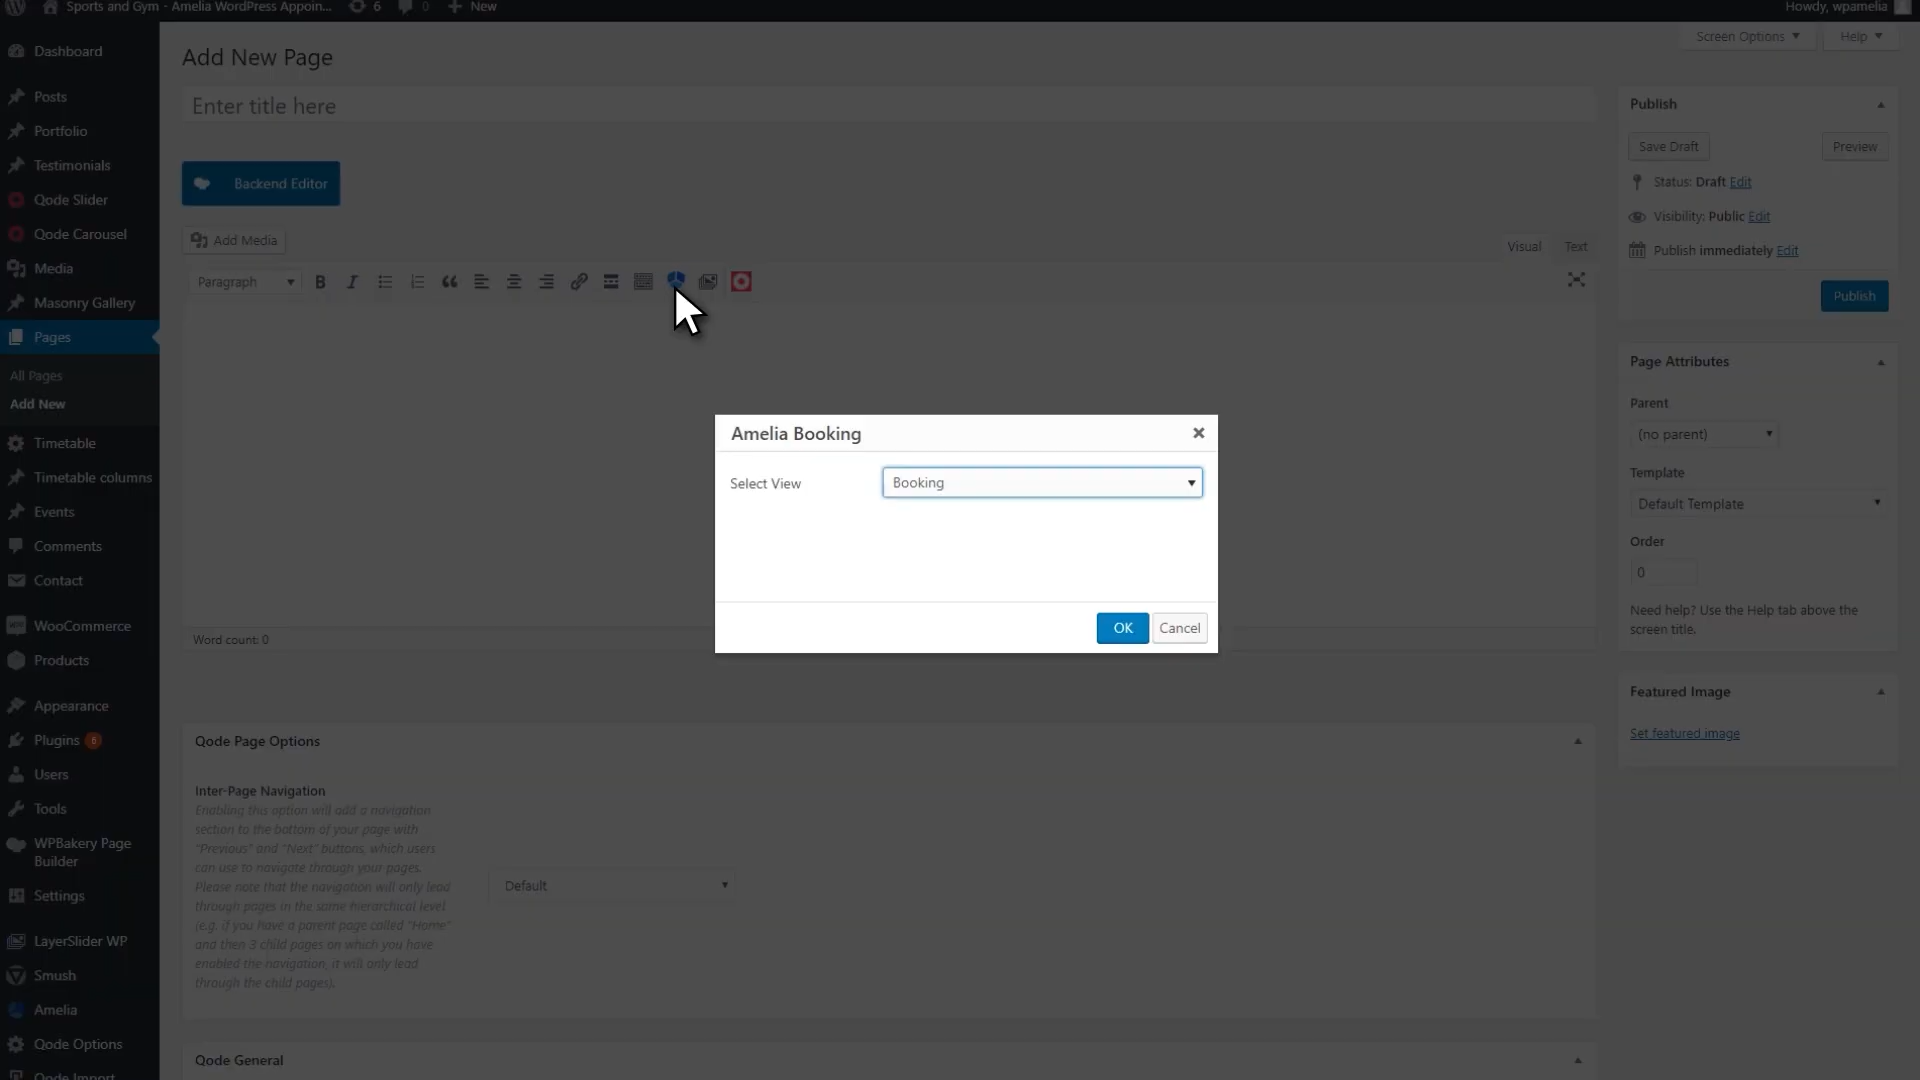 Sports and Gym - Amelia WordPress Appoin...
6
0
New
Howdy, wpamelia
Dashboard
Posts
Portfolio
Testimonials
Qode Slider
Qode Carousel
Media
Masonry Gallery
Pages
All Pages
Add New
Timetable
Timetable columns
Events
Comments
Contact
WooCommerce
Products
Appearance
Plugins 6
Users
Tools
WPBakery Page
Builder
Settings
LayerSlider WP
Smush
Amelia
Qode Options
Qode Import
Screen Options
Help
Add New Page
Enter title here
Backend Editor
Add Media
Visual
Text
Paragraph
B
I
Amelia Booking
Select View
Booking
OK
Cancel
Word count: 0
Qode Page Options
Inter-Page Navigation
Enabling this option will add a navigation
section to the bottom of your page with
"Previous" and "Next" buttons, which users
can use to navigate through your pages.
Please note that the navigation will only lead
through pages in the same hierarchical level
(e.g. if you have a parent page called "Home"
and then 3 child pages on which you have
enabled the navigation, it will only lead
through the child pages).
Default
Qode General
Publish
Save Draft
Preview
Status: Draft Edit
Visibility: Public Edit
Publish immediately Edit
Publish
Page Attributes
Parent
(no parent)
Template
Default Template
Order
0
Need help? Use the Help tab above the
screen title.
Featured Image
Set featured image